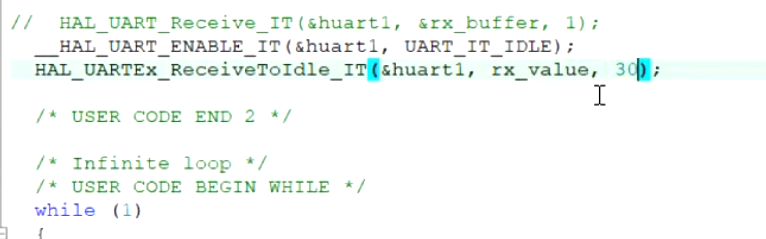 //  HAL_UART_Receive_IT(&huart1, &rx_buffer, 1);
__HAL_UART_ENABLE_IT(&huart1, UART_IT_IDLE);
HAL_UARTEx_ReceiveToIdle_IT(&huart1, rx_value, 30);
/* USER CODE END 2 */
/* Infinite loop */
/* USER CODE BEGIN WHILE */
while (1)
{